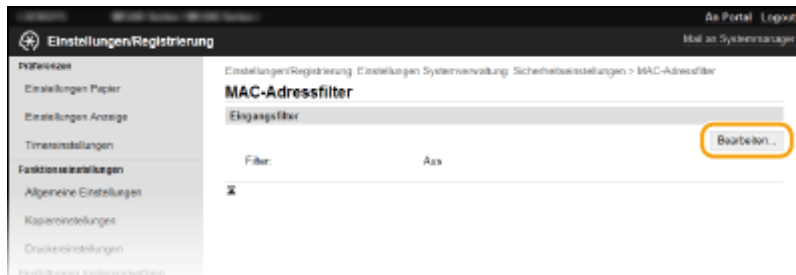 An Portal Logout
Einstellungen/Registrierung
Mail an Systemmanager
Präferenzen
Einstellungen Papier
Einstellungen Anzeige
Timereinstellungen
Funktionseinstellungen
Allgemeine Einstellungen
Kopiereinstellungen
Druckereinstellungen
Einstellungen/Registrierung: Einstellungen Systemverwaltung: Sicherheitseinstellungen > MAC-Adressfilter
MAC-Adressfilter
Eingangsfilter
Bearbeiten...
Filter: Aus